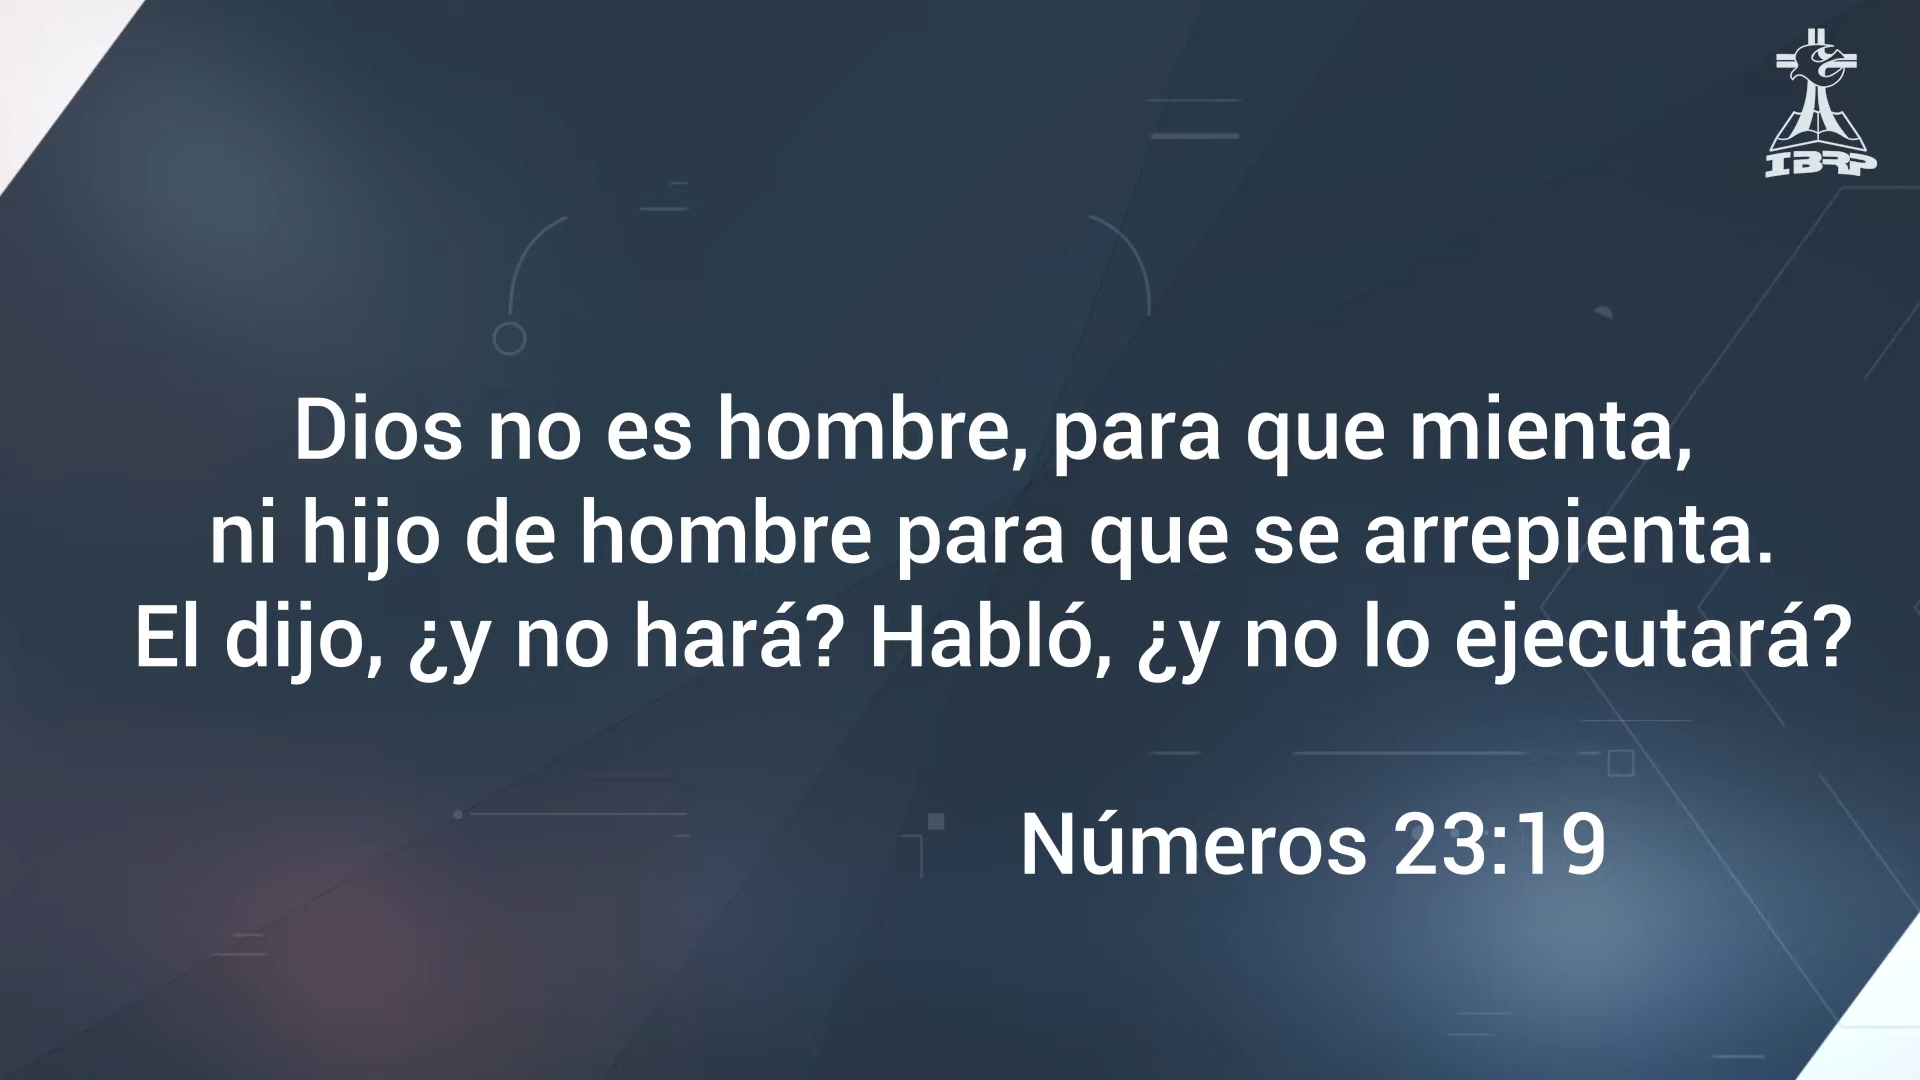 IBRP
Dios no es hombre, para que mienta,
ni hijo de hombre para que se arrepienta.
El dijo, ¿y no hará? Habló, ¿y no lo ejecutará?
Números 23:19